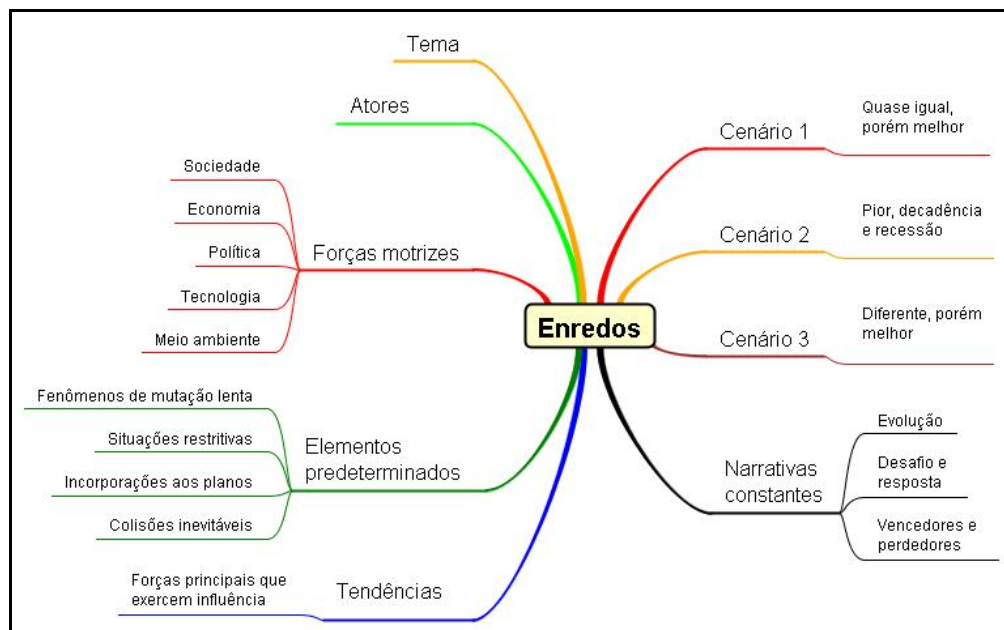 Tema
Atores
Sociedade
Economia
Política
Tecnologia
Meio ambiente
Forças motrizes
Fenômenos de mutação lenta
Situações restritivas
Incorporações aos planos
Colisões inevitáveis
Elementos
predeterminados
Forças principais que
exercem influência
Tendências
Enredos
Cenário 1
Quase igual,
porém melhor
Cenário 2
Pior, decadência
e recessão
Cenário 3
Diferente, porém
melhor
Narrativas
constantes
Evolução
Desafio e
resposta
Vencedores e
perdedores